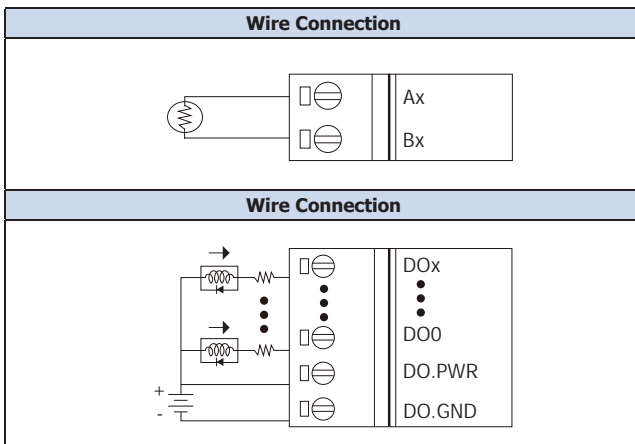 Wire Connection
Ax
Bx
Wire Connection
DOx
DO0
DO.PWR
+
-
DO.GND